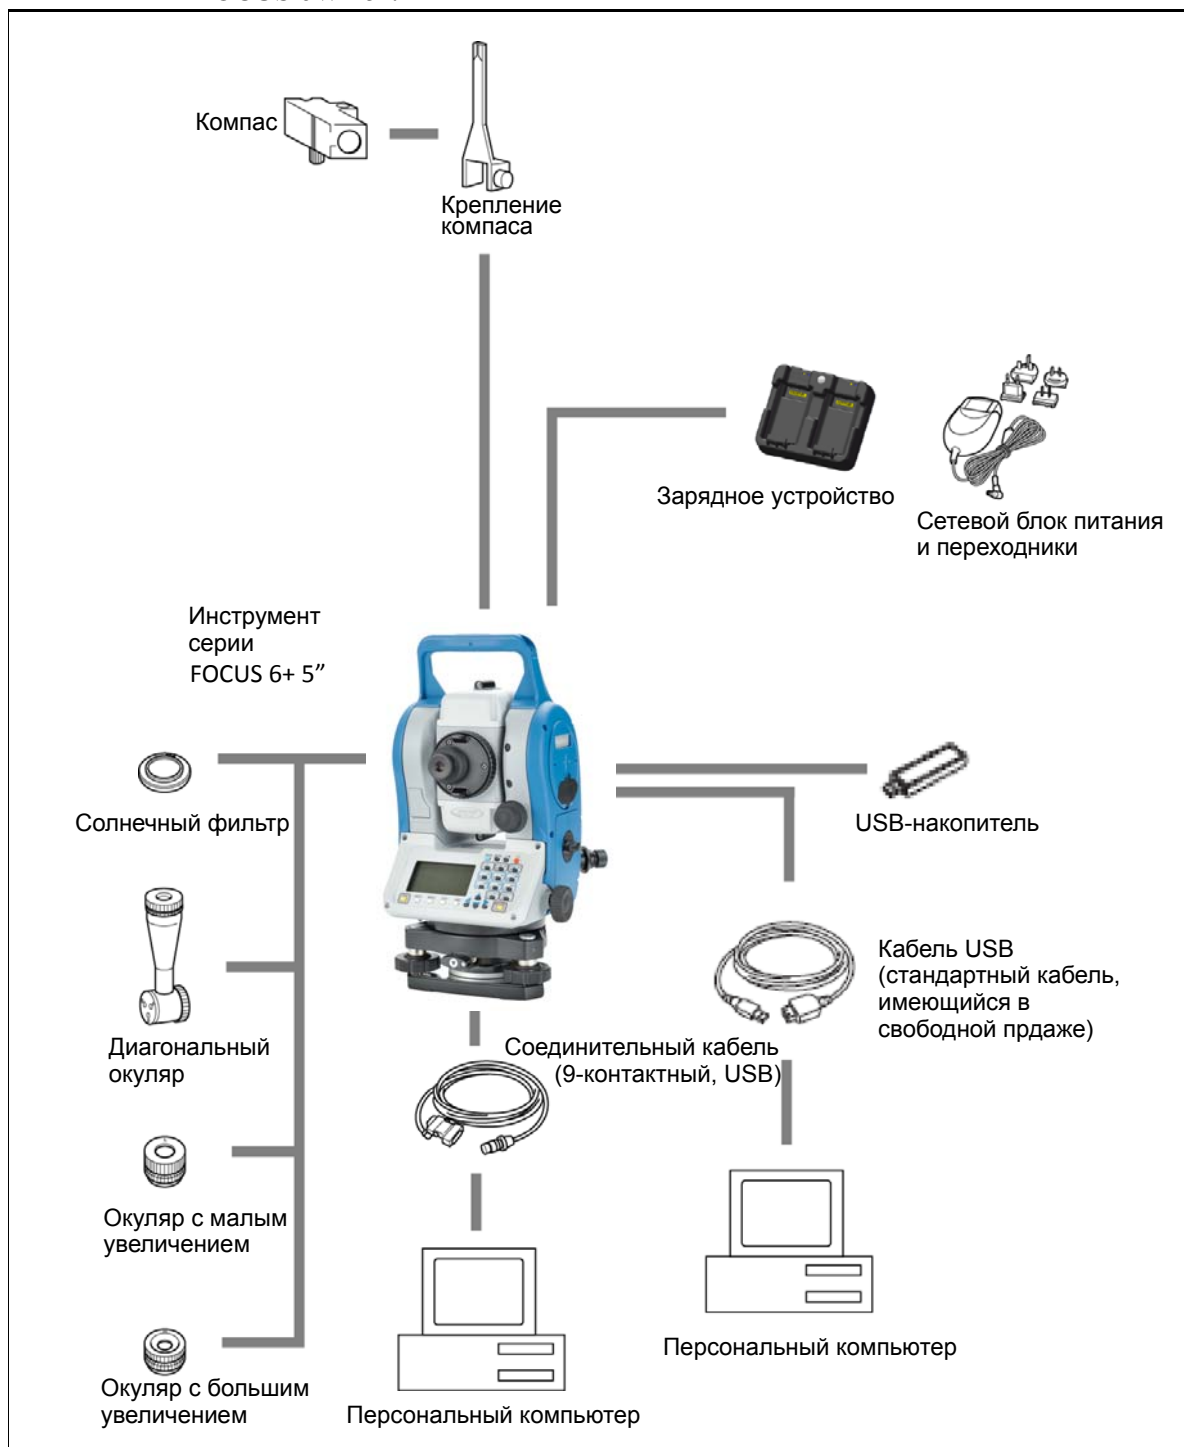 Компас
Крепление
компаса
Зарядное устройство
Сетевой блок питания
и переходники
Инструмент
серии
FOCUS 6+ 5”
Солнечный фильтр
USB-накопитель
Диагональный
окуляр
Соединительный кабель
(9-контактный, USB)
Кабель USB
(стандартный кабель,
имеющийся в
свободной прдаже)
Окуляр с малым
увеличением
Окуляр с большим
увеличением
Персональный компьютер
Персональный компьютер